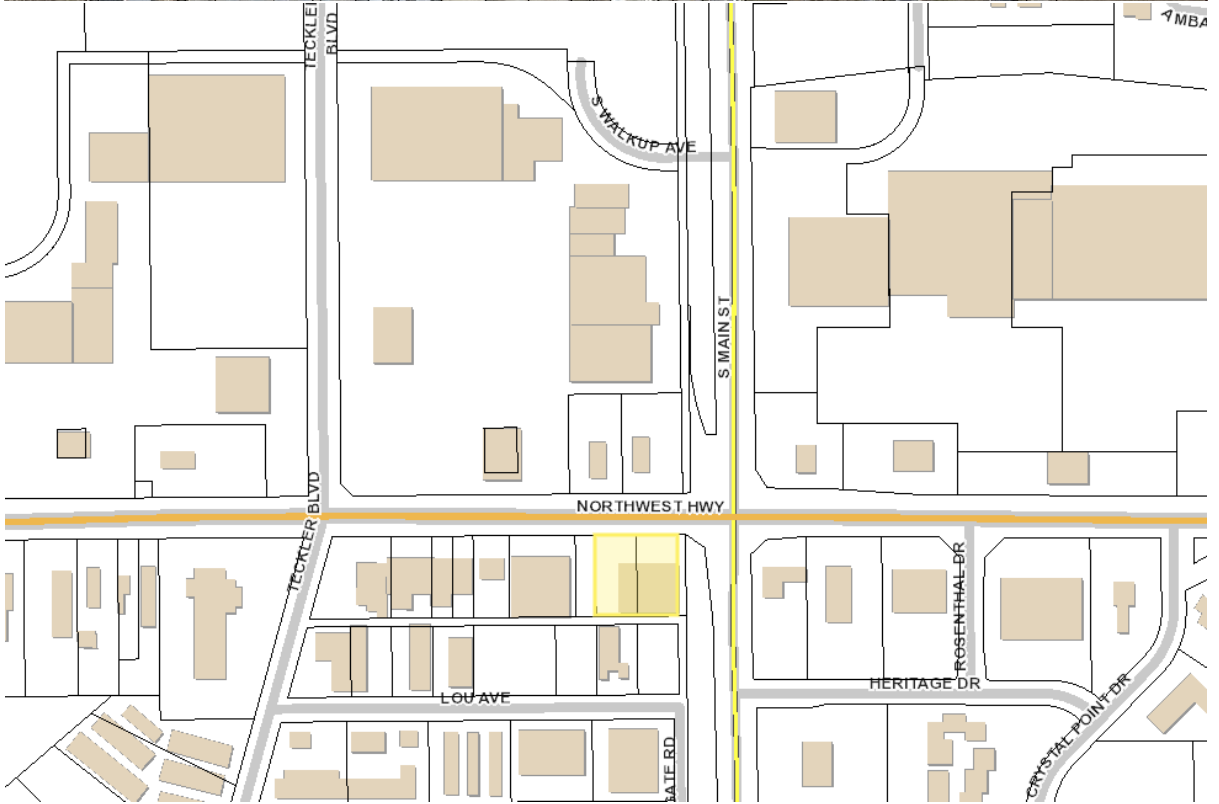 TECKLER
BLVD
AMBA
S WALKUP AVE
S MAIN ST
NORTHWEST HWY
TECKLER BLVD
ROSENTHAL DR
HERITAGE DR
LOU AVE
CRYSTAL POINT DR
GATE RD